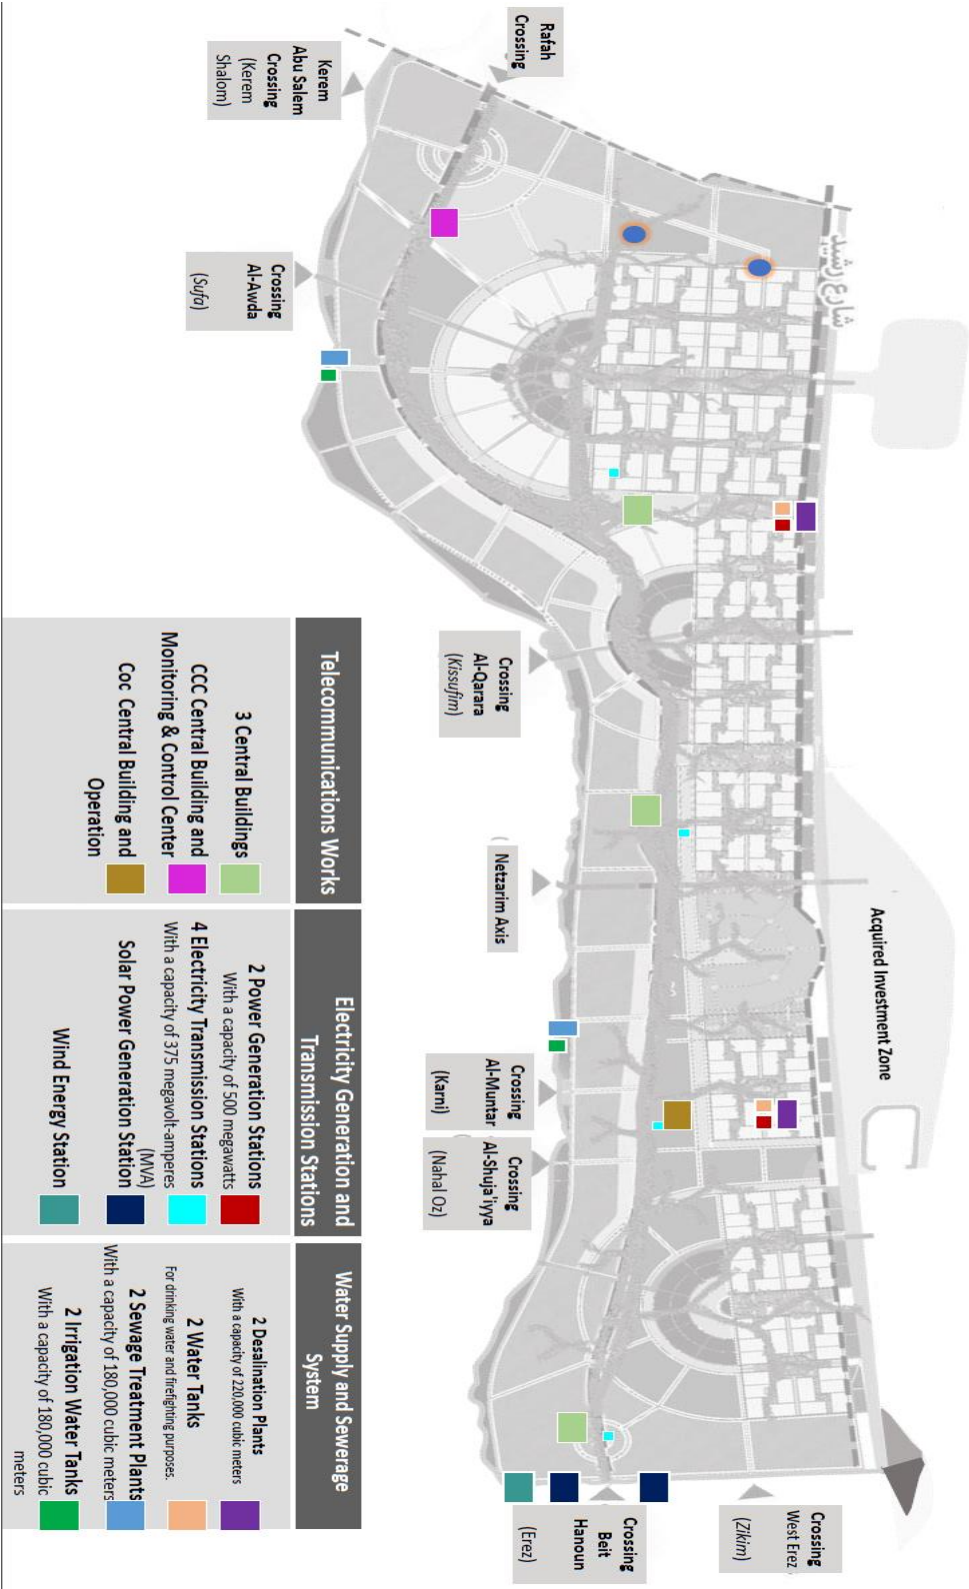 Rafah
Crossing
Kerem
Abu Salem
Crossing
(Kerem
Shalom)
شارع رشيد
Crossing
Al-Awda
(Sufa)
Crossing
Al-Qarara
(Kissufim)
(
Netzarim Axis
Acquired Investment Zone
Crossing
Al-Muntar
(Karni)
(
Crossing
Al-Shuja'iyya
(Nahal Oz)
Crossing
West Erez
(Zikim)
Crossing
Beit
Hanoun
(Erez)
Telecommunications Works
3 Central Buildings
CCC Central Building and
Monitoring & Control Center
Coc Central Building and
Operation
Electricity Generation and
Transmission Stations
2 Power Generation Stations
With a capacity of 500 megawatts
4 Electricity Transmission Stations
With a capacity of 375 megavolt-amperes
(MVA)
Solar Power Generation Station
Wind Energy Station
Water Supply and Sewerage
System
2 Desalination Plants
With a capacity of 220,000 cubic meters
2 Water Tanks
For drinking water and firefighting purposes.
2 Sewage Treatment Plants
With a capacity of 180,000 cubic meters
2 Irrigation Water Tanks
With a capacity of 180,000 cubic
meters